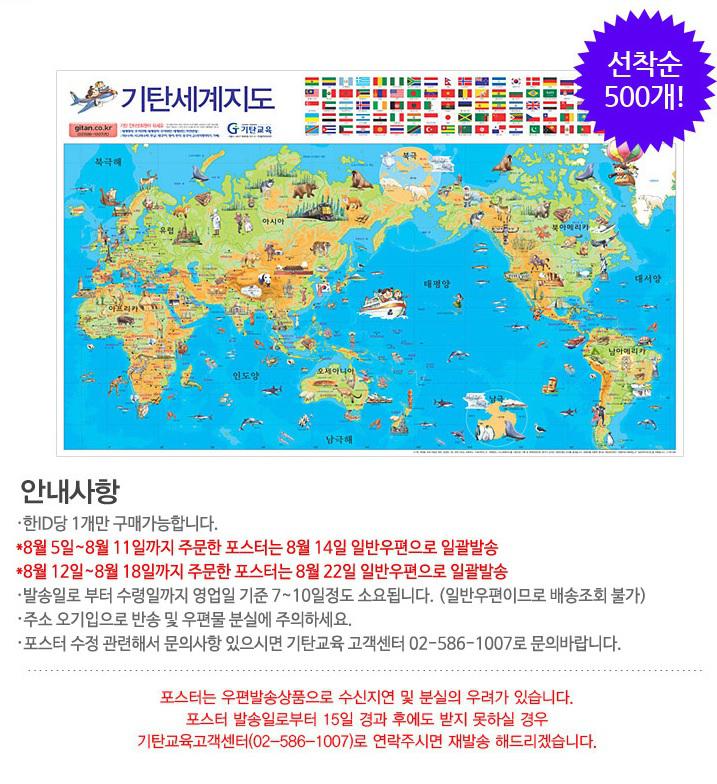 선착순
500개!
기탄세계지도
gitan.co.kr
기탄교육
북극해
북극
유럽
아시아
북아메리카
태평양
대서양
아프리카
인도양
오세아니아
남아메리카
남극
남극해
안내사항
·한ID당 1개만 구매가능합니다.
*8월 5일~8월 11일까지 주문한 포스터는 8월 14일 일반우편으로 일괄발송
*8월 12일~8월 18일까지 주문한 포스터는 8월 22일 일반우편으로 일괄발송
·발송일로 부터 수령일까지 영업일 기준 7~10일정도 소요됩니다. (일반우편이므로 배송조회 불가)
·주소 오기입으로 반송 및 우편물 분실에 주의하세요.
·포스터 수정 관련해서 문의사항 있으시면 기탄교육 고객센터 02-586-1007로 문의바랍니다.
포스터는 우편발송상품으로 수신지연 및 분실의 우려가 있습니다.
포스터 발송일로부터 15일 경과 후에도 받지 못하실 경우
기탄교육고객센터(02-586-1007)로 연락주시면 재발송 해드리겠습니다.